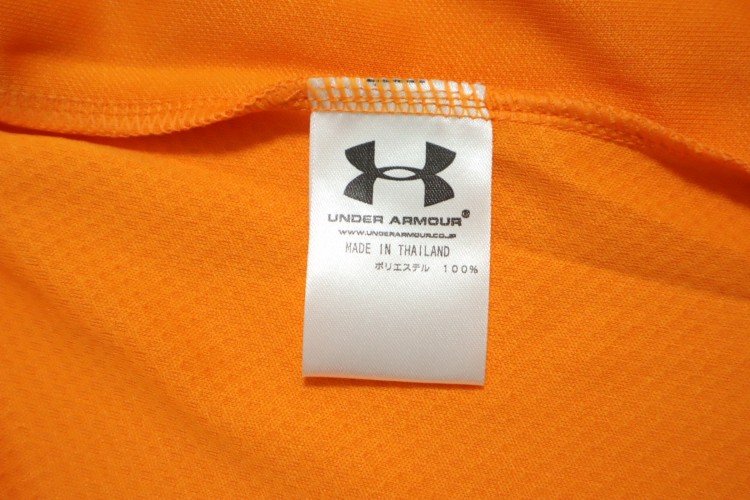 UNDER ARMOUR®
WWW.UNDERARMOUR.CO.JP
MADE IN THAILAND
ポリエステル 100%